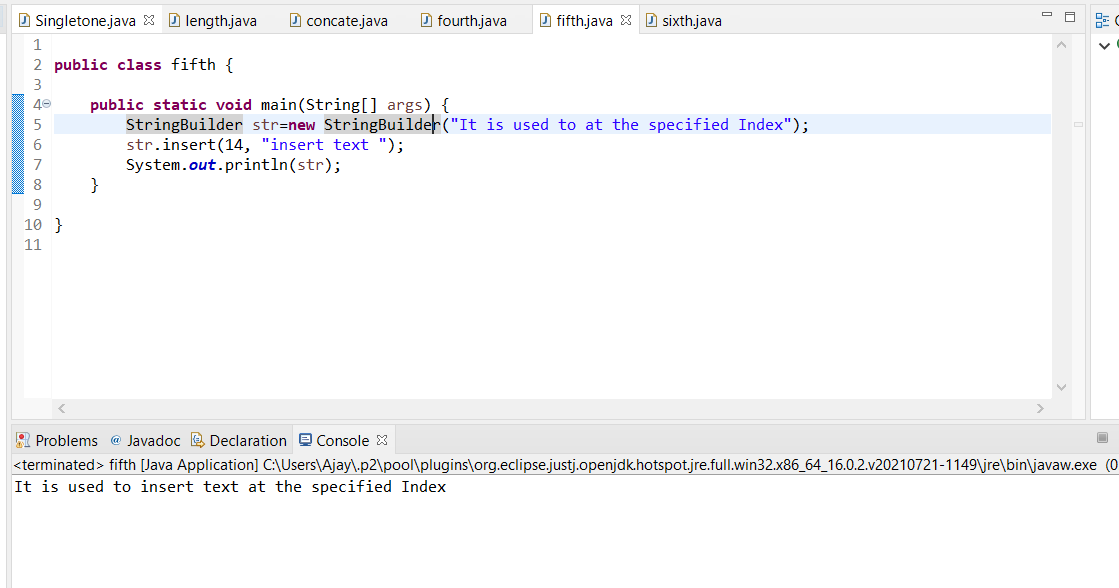 Singletone.java length.java concate.java fourth.java fifth.java sixth.java
1
2 public class fifth {
3
4 public static void main(String[] args) {
5 StringBuilder str=new StringBuilder("It is used to at the specified Index");
6 str.insert(14, "insert text ");
7 System.out.println(str);
8 }
9
10 }
11
Problems @ Javadoc Declaration Console
<terminated> fifth [Java Application] C:\Users\Ajay\.p2\pool\plugins\org.eclipse.justj.openjdk.hotspot.jre.full.win32.x86_64_16.0.2.v20210721-1149\jre\bin\javaw.exe (0
It is used to insert text at the specified Index